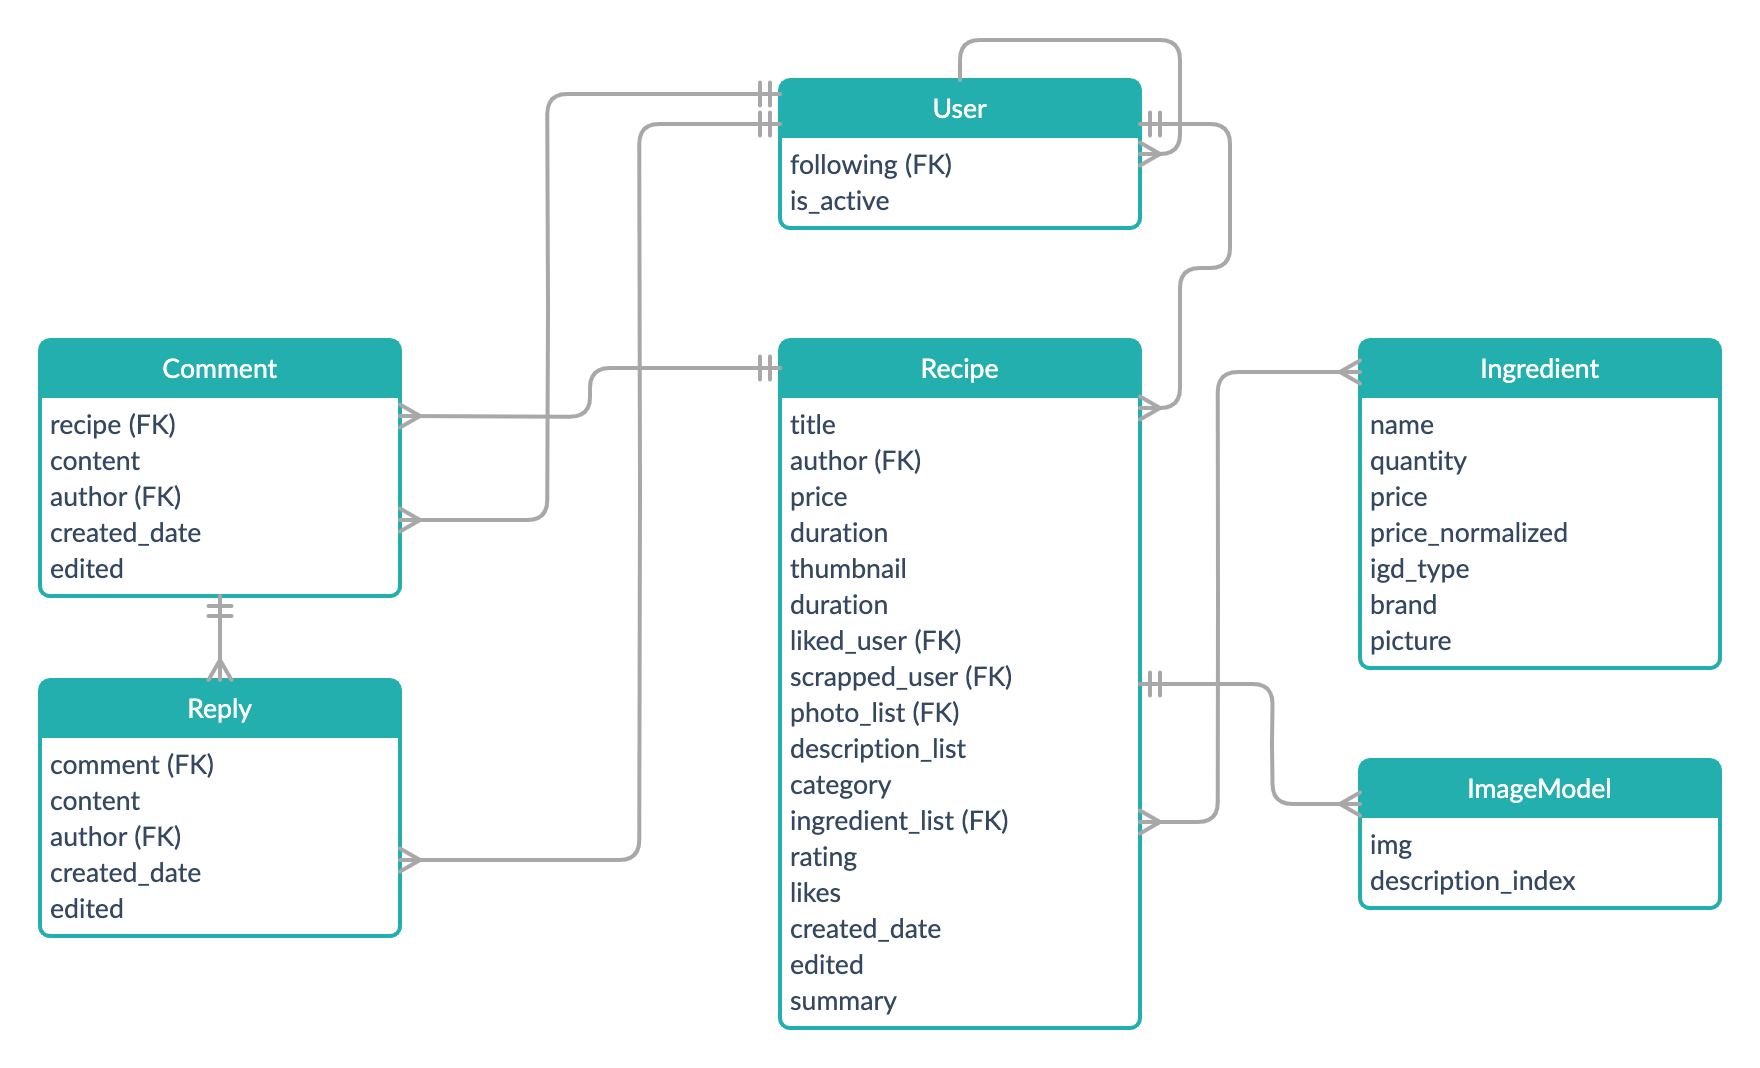 User
following (FK)
is_active
Comment
recipe (FK)
content
author (FK)
created_date
edited
Reply
comment (FK)
content
author (FK)
created_date
edited
Recipe
title
author (FK)
price
duration
thumbnail
duration
liked_user (FK)
scrapped_user (FK)
photo_list (FK)
description_list
category
ingredient_list (FK)
rating
likes
created_date
edited
summary
Ingredient
name
quantity
price
price_normalized
igd_type
brand
picture
ImageModel
img
description_index